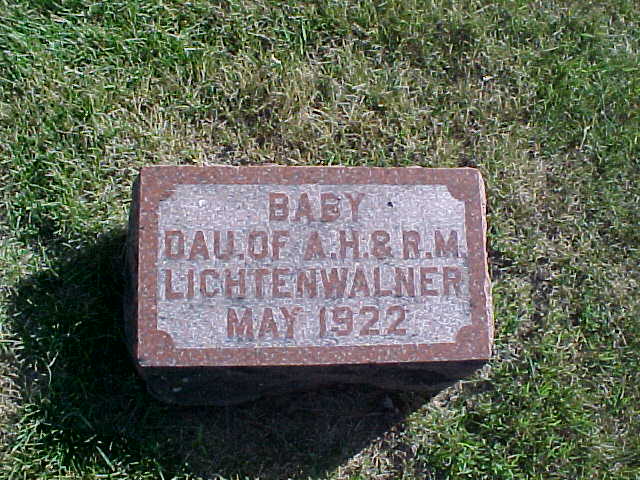 BABY
DAU. OF A.H. & R.M.
LICHTENWALNER
MAY 1922